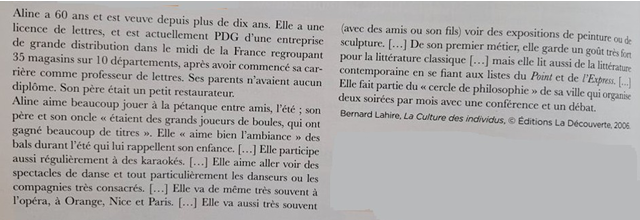 Aline a 60 ans et est veuve depuis plus de dix ans. Elle a une
licence de lettres, et est actuellement PDG d'une entreprise
de grande distribution dans le midi de la France regroupant
35 magasins sur 10 départements, après avoir commencé sa car-
rière comme professeur de lettres. Ses parents n'avaient aucun
diplôme. Son père était un petit restaurateur.
Aline aime beaucoup jouer à la pétanque entre amis, l'été ; son
père et son oncle « étaient des grands joueurs de boules, qui ont
gagné beaucoup de titres ». Elle « aime bien l'ambiance » des
bals durant l'été qui lui rappellent son enfance. [...] Elle participe
aussi régulièrement à des karaokés. [...] Elle aime aller voir des
spectacles de danse et tout particulièrement les danseurs ou les
compagnies très consacrés. [...] Elle va de même très souvent à
l'opéra, à Orange, Nice et Paris. [...] Elle va aussi très souvent
(avec des amis ou son fils) voir des expositions de peinture ou de
sculpture. [...] De son premier métier, elle garde un goût très fort
pour la littérature classique [...] mais elle lit aussi de la littérature
contemporaine en se fiant aux listes du Point et de l'Express. [...]
Elle fait partie du « cercle de philosophie » de sa ville qui organise
deux soirées par mois avec une conférence et un débat.
Bernard Lahire, La Culture des individus, © Éditions La Découverte, 2006.